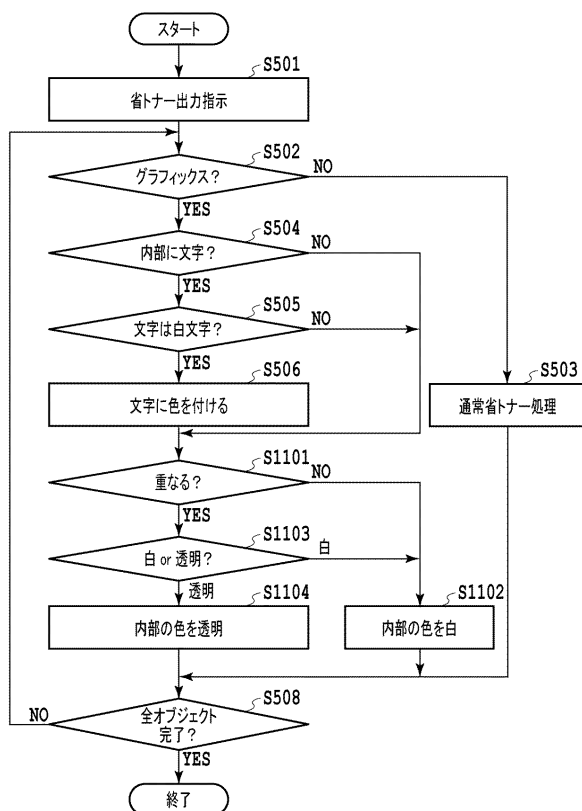 スタート
S501
省トナー出力指示
S502
グラフィックス?
NO
YES
S504
内部に文字?
NO
YES
S505
文字は白文字?
NO
YES
S506
文字に色を付ける
S503
通常省トナー処理
S1101
重なる?
NO
YES
S1103
白 or 透明?
白
透明
S1104
内部の色を透明
S1102
内部の色を白
S508
全オブジェクト
完了?
NO
YES
終了